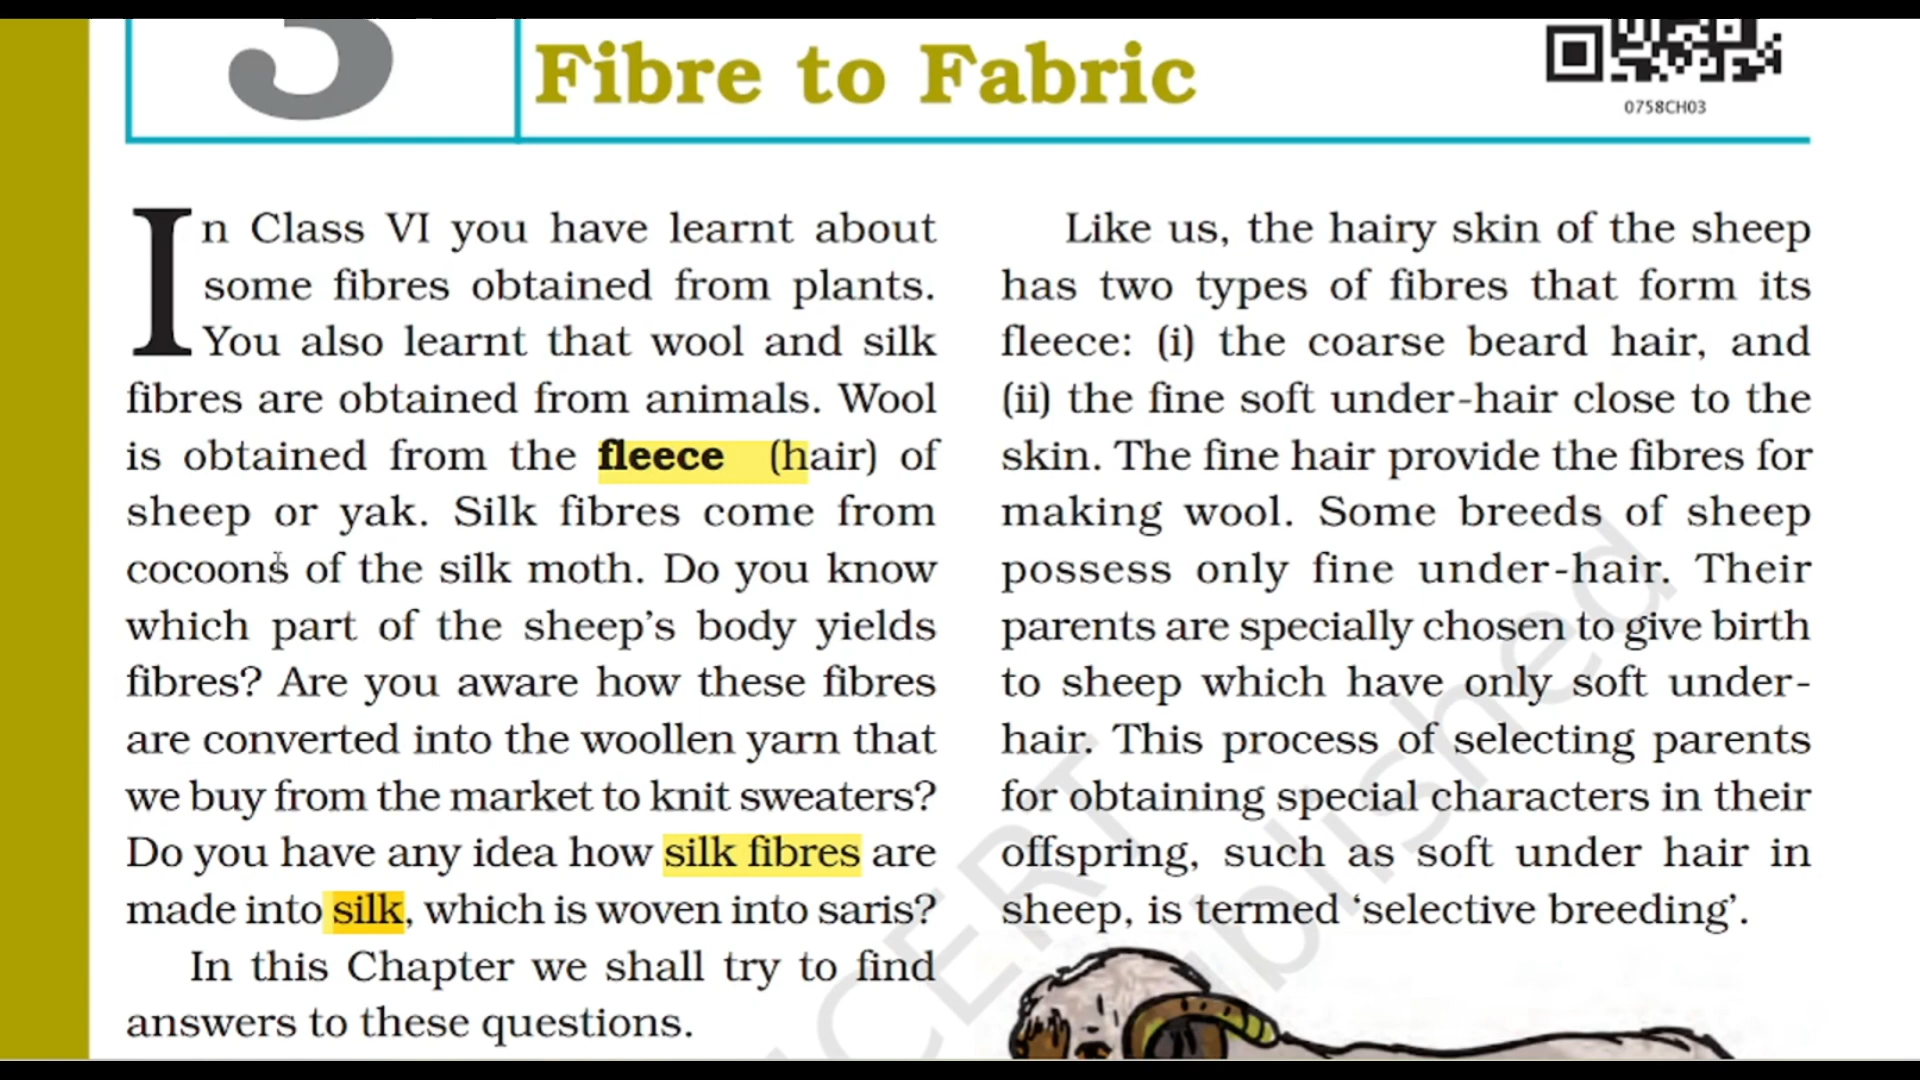 3
Fibre to Fabric
0758CH03
In Class VI you have learnt about
some fibres obtained from plants.
You also learnt that wool and silk
fibres are obtained from animals. Wool
is obtained from the fleece (hair) of
sheep or yak. Silk fibres come from
cocoons of the silk moth. Do you know
which part of the sheep's body yields
fibres? Are you aware how these fibres
are converted into the woollen yarn that
we buy from the market to knit sweaters?
Do you have any idea how silk fibres are
made into silk, which is woven into saris?
In this Chapter we shall try to find
answers to these questions.
Like us, the hairy skin of the sheep
has two types of fibres that form its
fleece: (i) the coarse beard hair, and
(ii) the fine soft under-hair close to the
skin. The fine hair provide the fibres for
making wool. Some breeds of sheep
possess only fine under-hair. Their
parents are specially chosen to give birth
to sheep which have only soft under-
hair. This process of selecting parents
for obtaining special characters in their
offspring, such as soft under hair in
sheep, is termed ‘selective breeding’.